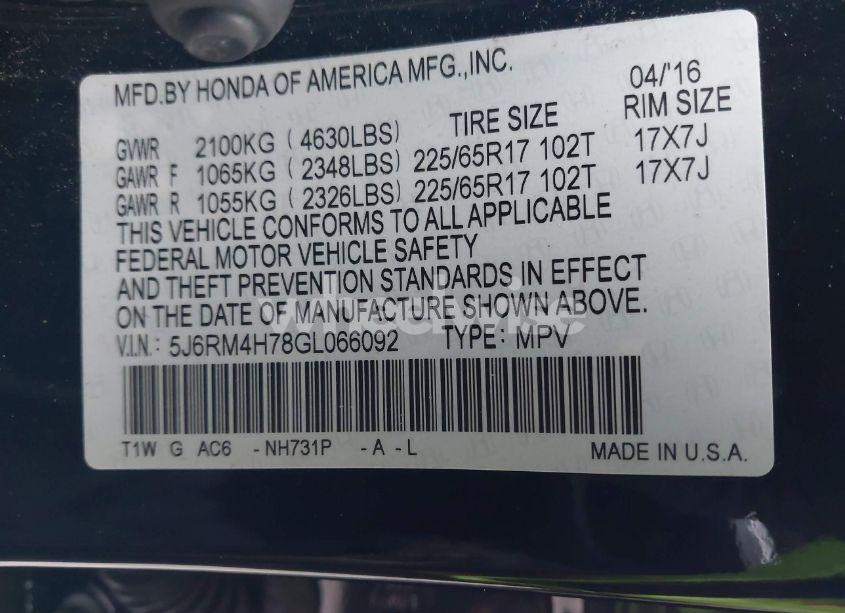 MFD.BY HONDA OF AMERICA MFG.,INC. 04/'16
TIRE SIZE RIM SIZE
GVWR 2100KG (4630LBS)
GAWR F 1065KG (2348LBS) 225/65R17 102T 17X7J
GAWR R 1055KG (2326LBS) 225/65R17 102T 17X7J
THIS VEHICLE CONFORMS TO ALL APPLICABLE
FEDERAL MOTOR VEHICLE SAFETY
AND THEFT PREVENTION STANDARDS IN EFFECT
ON THE DATE OF MANUFACTURE SHOWN ABOVE.
V.I.N.: 5J6RM4H78GL066092 TYPE: MPV
T1W G AC6 -NH731P -A -L MADE IN U.S.A.